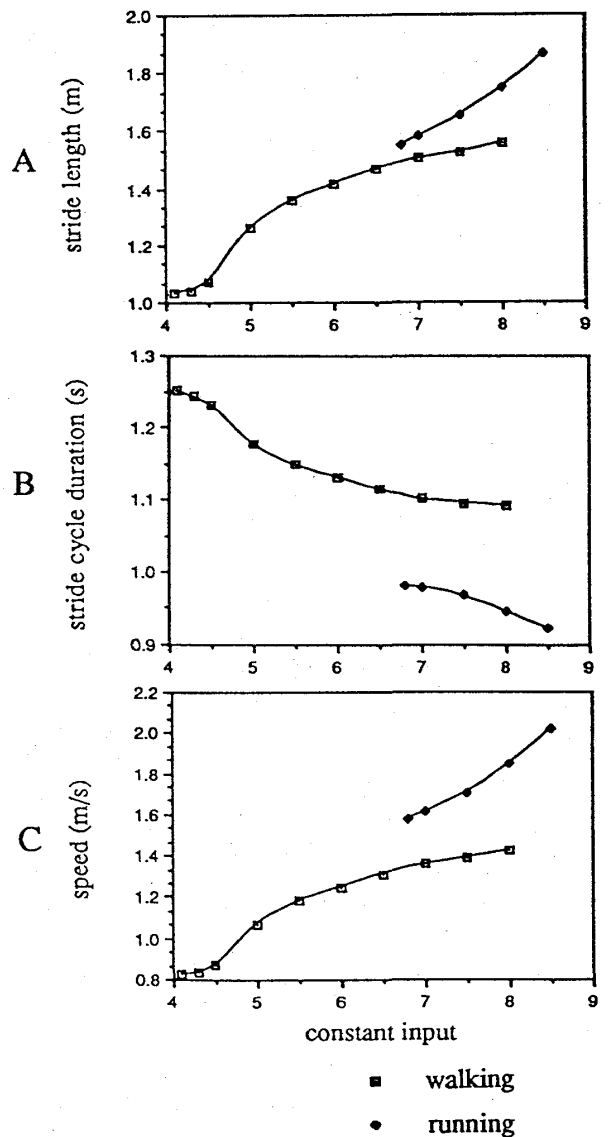 A
stride length (m)
2.0
1.8
1.6
1.4
1.2
1.0
4 5 6 7 8 9
B
stride cycle duration (s)
1.3
1.2
1.1
1.0
0.9
4 5 6 7 8 9
C
speed (m/s)
2.2
2.0
1.8
1.6
1.4
1.2
1.0
0.8
4 5 6 7 8 9
constant input
walking
running